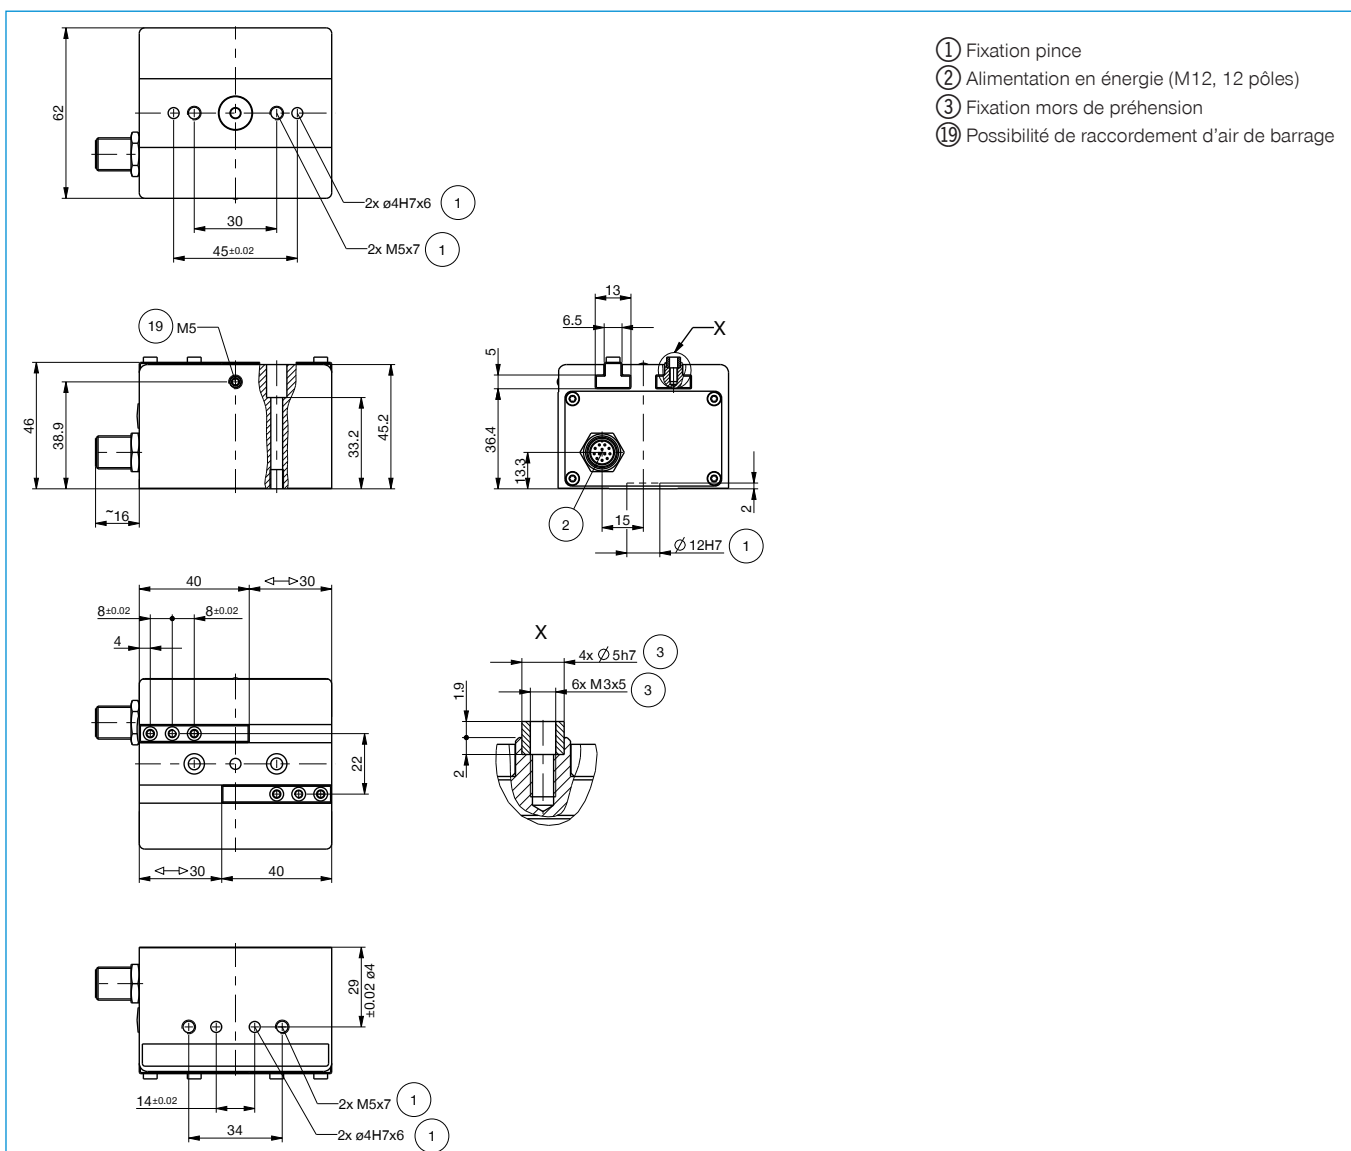 ① Fixation pince
② Alimentation en énergie (M12, 12 pôles)
③ Fixation mors de préhension
⑲ Possibilité de raccordement d’air de barrage
62
2x ø4H7x6 1
30
2x M5x7 1
45±0.02
19 M5
46
38.9
33.2
45.2
~16
13
6.5
X
5
36.4
13.3
2
2
15
Ø 12H7 1
40
30
8±0.02
8±0.02
4
22
30
40
X
4x Ø 5h7 3
6x M3x5 3
1.9
2
29
±0.02 ø4
14±0.02
2x M5x7 1
34
2x ø4H7x6 1